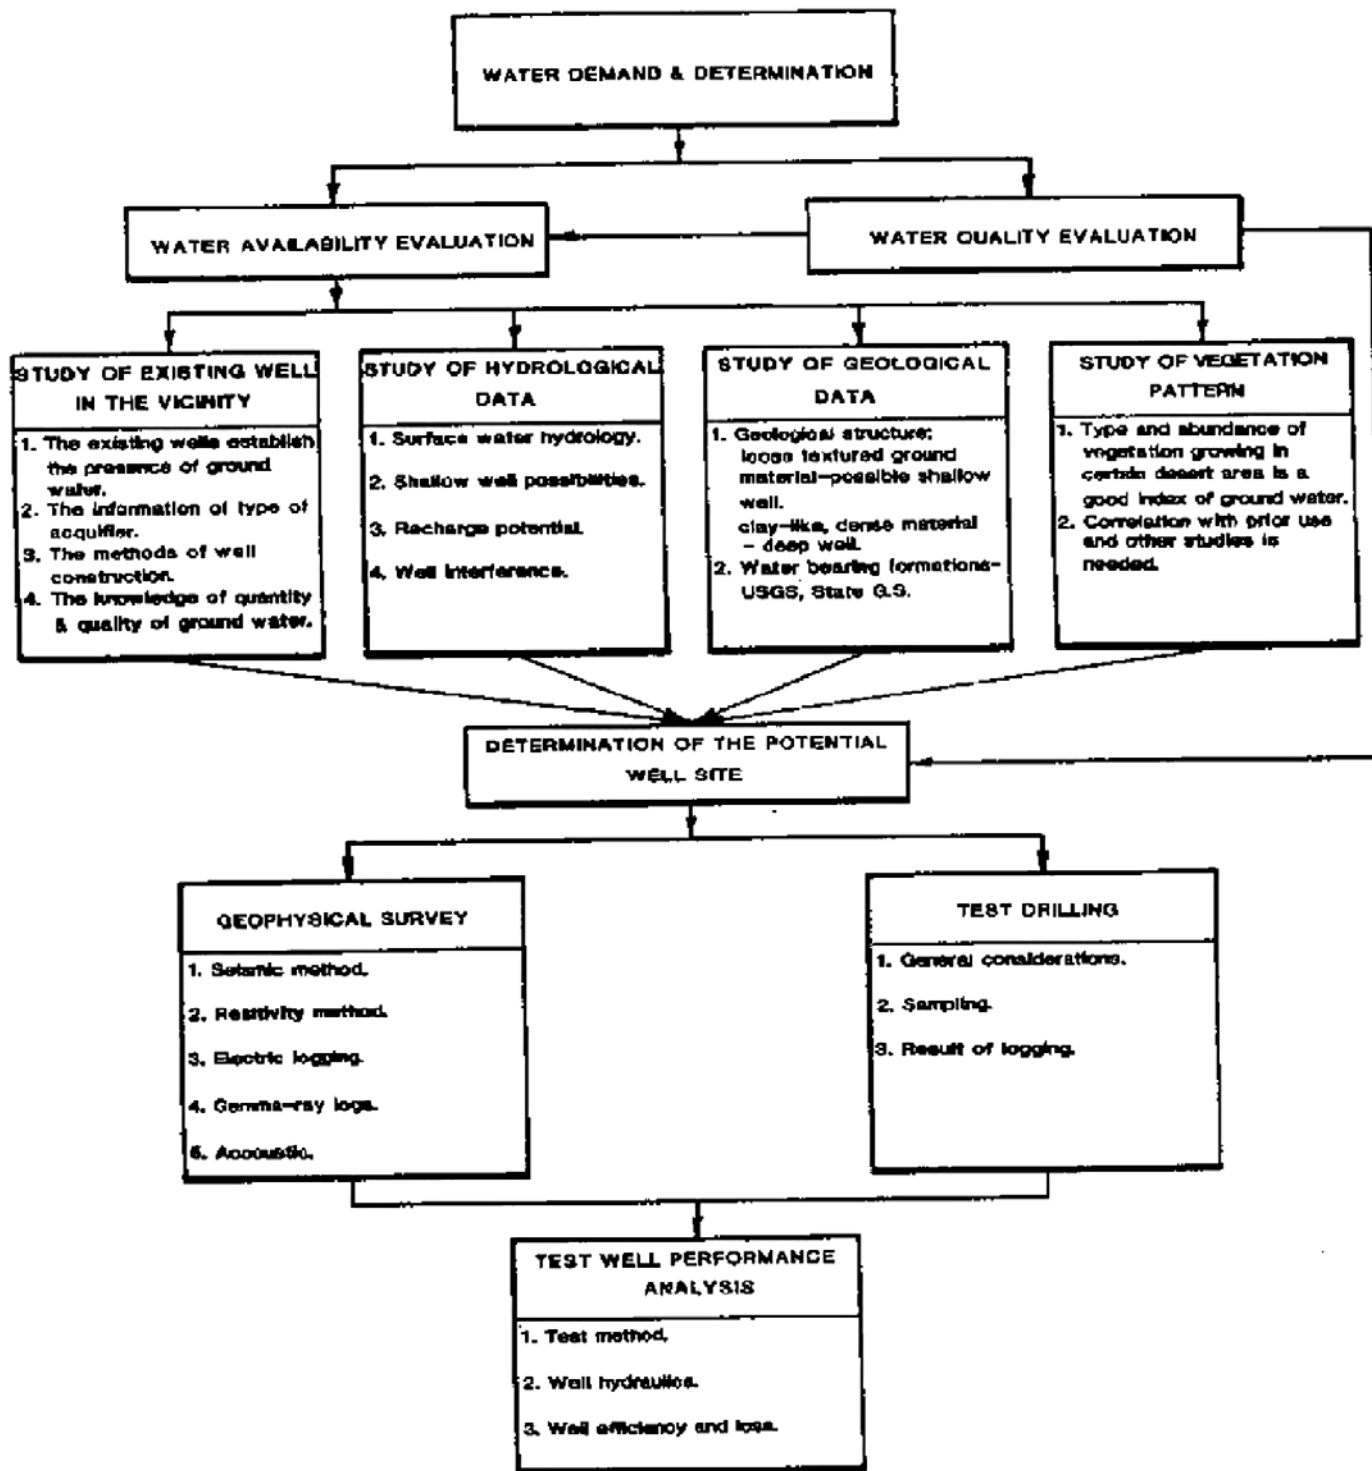 WATER DEMAND & DETERMINATION
WATER AVAILABILITY EVALUATION
WATER QUALITY EVALUATION
STUDY OF EXISTING WELL
IN THE VICINITY
1. The existing wells establish
the presence of ground
water.
2. The information of type of
acquifier.
3. The methods of well
construction.
4. The knowledge of quantity
& quality of ground water.
STUDY OF HYDROLOGICAL
DATA
1. Surface water hydrology.
2. Shallow well possibilities.
3. Recharge potential.
4. Well interference.
STUDY OF GEOLOGICAL
DATA
1. Geological structure:
loose textured ground
material-possible shallow
well.
clay-like, dense material
- deep well.
2. Water bearing formations-
USGS, State G.S.
STUDY OF VEGETATION
PATTERN
1. Type and abundance of
vegetation growing in
certain desert area is a
good index of ground water.
2. Correlation with prior use
and other studies is
needed.
DETERMINATION OF THE POTENTIAL
WELL SITE
GEOPHYSICAL SURVEY
1. Seismic method.
2. Resitivity method.
3. Electric logging.
4. Gamma-ray logs.
5. Accoustic.
TEST DRILLING
1. General considerations.
2. Sampling.
3. Result of logging.
TEST WELL PERFORMANCE
ANALYSIS
1. Test method.
2. Well hydraulics.
3. Well efficiency and loss.